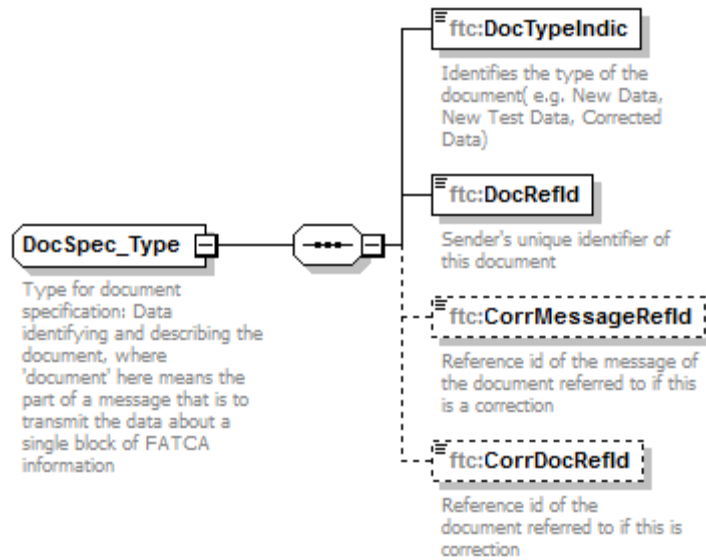 ftc:DocTypeIndic
Identifies the type of the
document( e.g. New Data,
New Test Data, Corrected
Data)
ftc:DocRefId
Sender's unique identifier of
this document
DocSpec_Type
Type for document
specification: Data
identifying and describing the
document, where
'document' here means the
part of a message that is to
transmit the data about a
single block of FATCA
information
ftc:CorrMessageRefId
Reference id of the message of
the document referred to if this
is a correction
ftc:CorrDocRefId
Reference id of the
document referred to if this is
correction